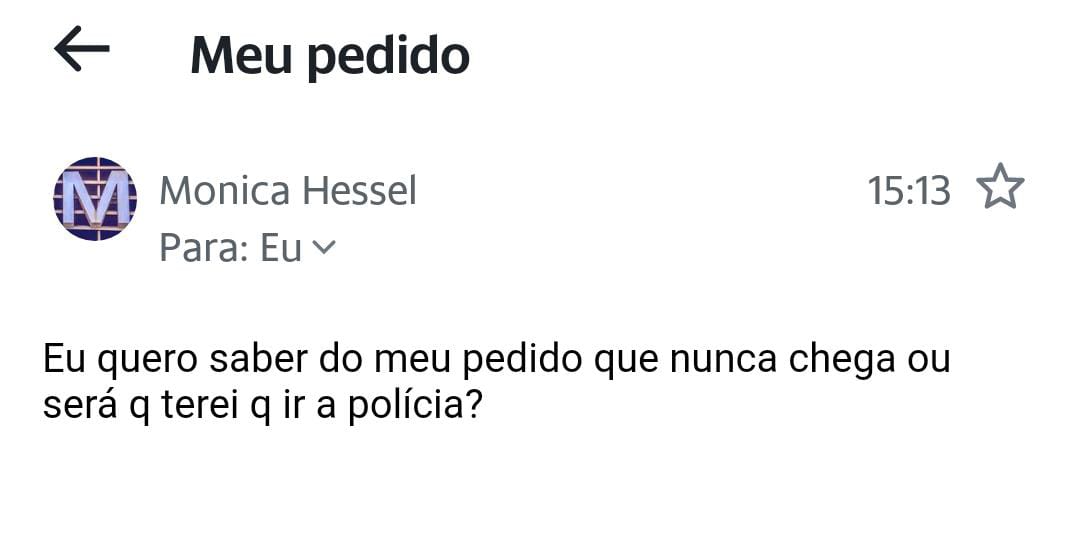 Meu pedido
M
Monica Hessel
15:13
Para: Eu
Eu quero saber do meu pedido que nunca chega ou
será q terei q ir a polícia?